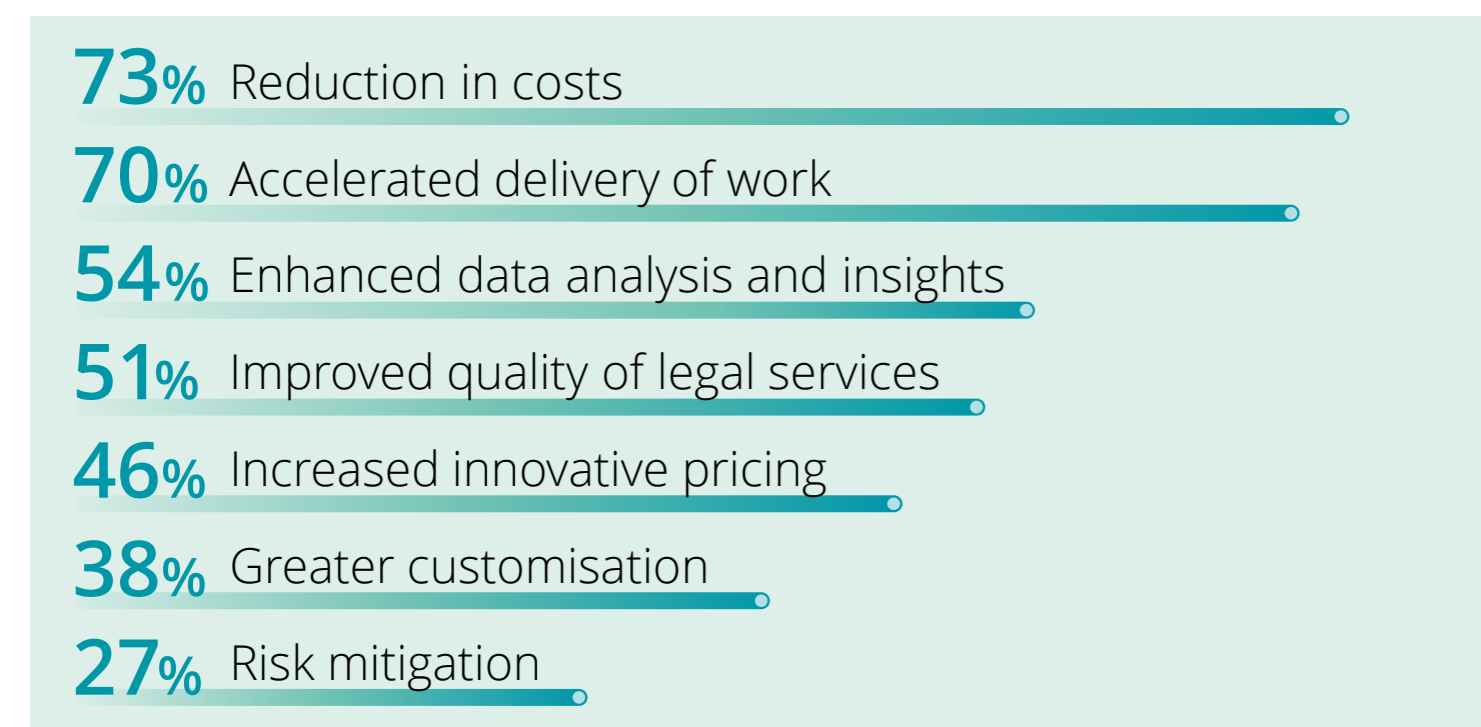 73% Reduction in costs
70% Accelerated delivery of work
54% Enhanced data analysis and insights
51% Improved quality of legal services
46% Increased innovative pricing
38% Greater customisation
27% Risk mitigation